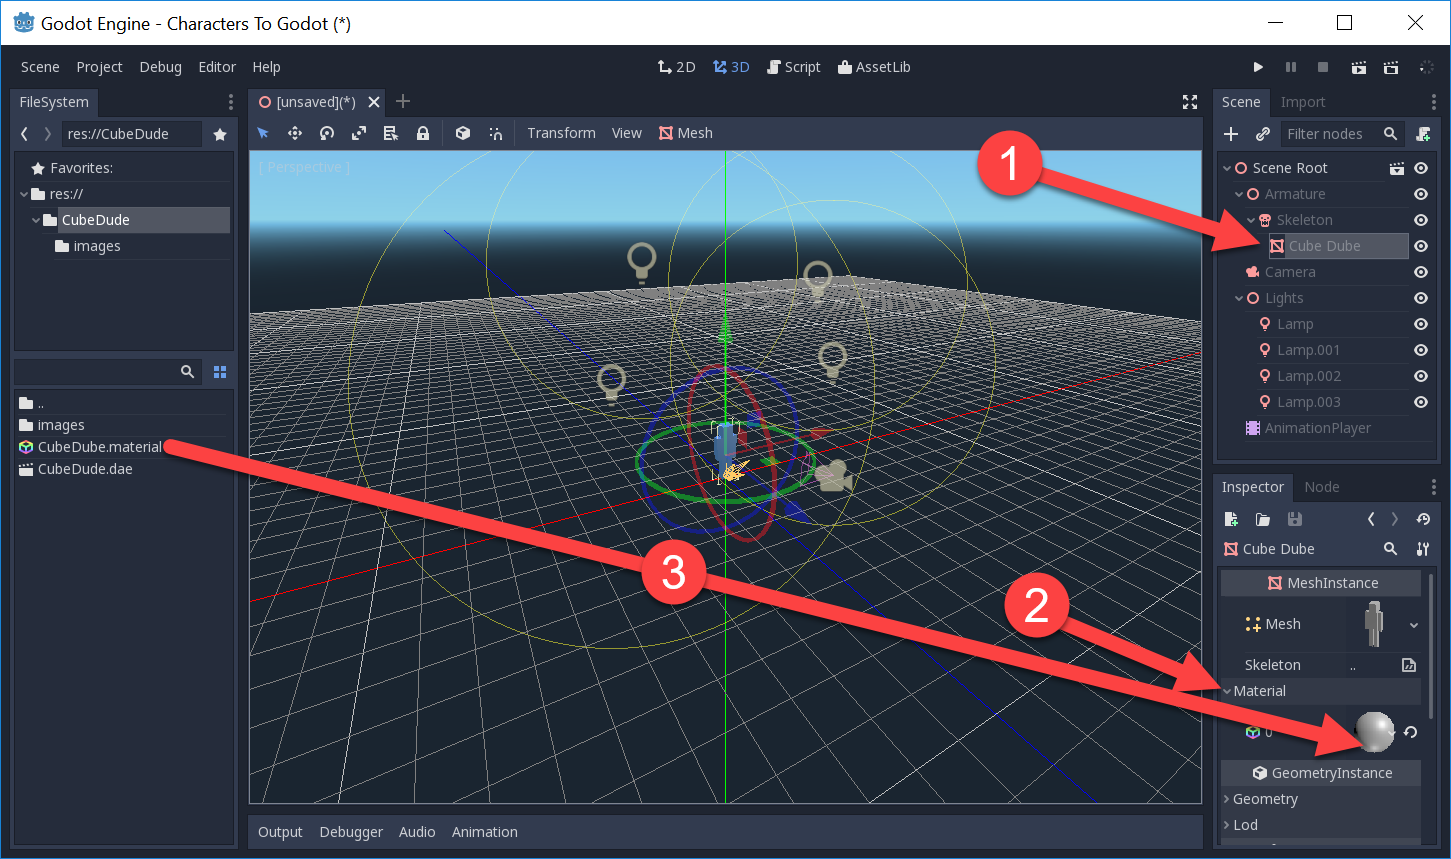 Godot Engine - Characters To Godot (*)
Scene Project Debug Editor Help
2D 3D Script AssetLib
FileSystem
res://CubeDude
Favorites:
res://
CubeDude
images
..
images
CubeDube.material
CubeDude.dae
[unsaved](*)
Transform View Mesh
[ Perspective ]
1
3
2
Output Debugger Audio Animation
Scene Import
Filter nodes
Scene Root
Armature
Skeleton
Cube Dube
Camera
Lights
Lamp
Lamp.001
Lamp.002
Lamp.003
AnimationPlayer
Inspector Node
Cube Dube
MeshInstance
Mesh
Skeleton ..
Material
0
GeometryInstance
Geometry
Lod